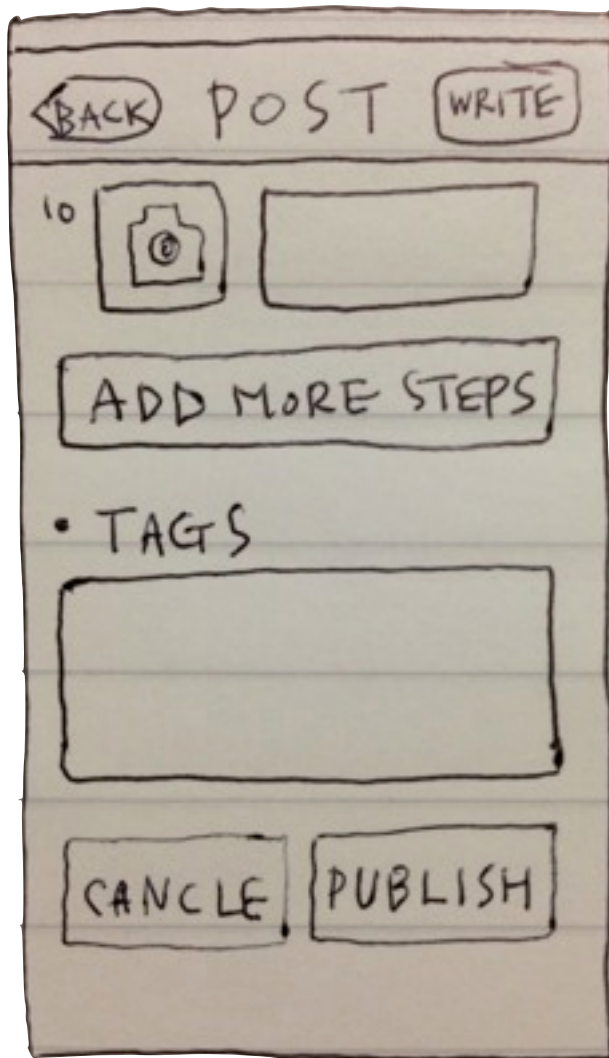 BACK POST WRITE
10
ADD MORE STEPS
• TAGS
CANCLE PUBLISH